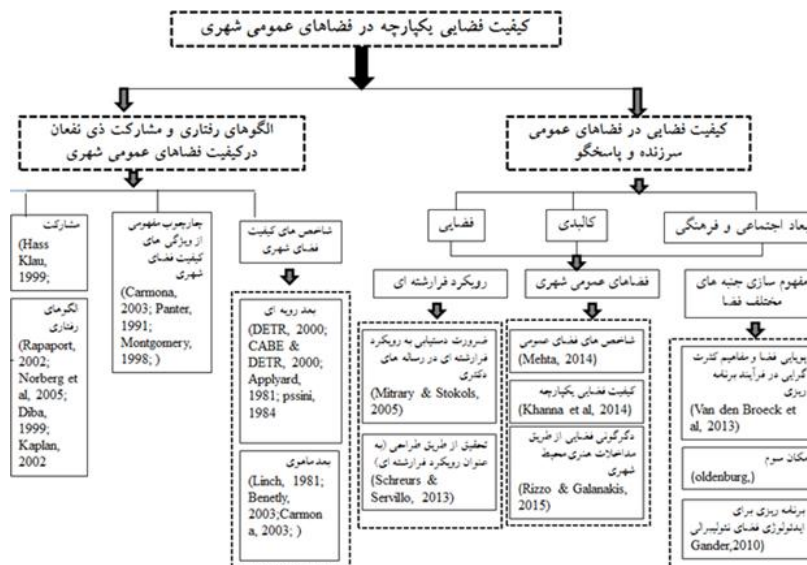 کیفیت فضایی یکپارچه در فضاهای عمومی شهری
کیفیت فضایی در فضاهای عمومی
سرزنده و پاسخگو
الگوهای رفتاری و مشارکت ذی نفعان
درکیفیت فضاهای عمومی شهری
بعاد اجتماعی و فرهنگی
کالبدی
فضایی
مفهوم سازی جنبه های
مختلف فضا
فضاهای عمومی شهری
رویکرد فرارشته ای
پویایی فضا و مفاهیم کثرت
گرایی در فرآیند برنامه
ریزی
(Van den Broeck et
al, 2013)
مکان سوم
(oldenburg,)
برنامه ریزی برای
ایدئولوژی فضای نئولیبرالی
Gander,2010)
شاخص های فضای عمومی
(Mehta, 2014)
کیفیت فضایی یکپارچه
(Khanna et al, 2014)
دگرگونی فضایی از طریق
مداخلات هنری محیط
شهری
(Rizzo & Galanakis,
2015)
ضرورت دستیابی به رویکرد
فرارشته ای در رساله های
دکتری
(Mitrary & Stokols,
2005)
تحقیق از طریق طراحی (به
عنوان رویکرد فرارشته ای)
(Schreurs &
Servillo, 2013)
شاخص های کیفیت
فضای شهری
بعد رویه ای
(DETR, 2000; CABE &
DETR, 2000; Applyard,
1981; pssini,
1984
بعد ماهوی
(Linch, 1981;
Benetly,
2003;Carmon
a, 2003; )
چارچوب مفهومی
از ویژگی های
کیفیت فضای
شهری
(Carmona,
2003; Panter,
1991;
Montgomery,
1998; )
مشارکت
(Hass
Klau,
1999;
الگوهای
رفتاری
(Rapaport,
2002;
Norberg et
al, 2005;
Diba,
1999;
Kaplan,
2002